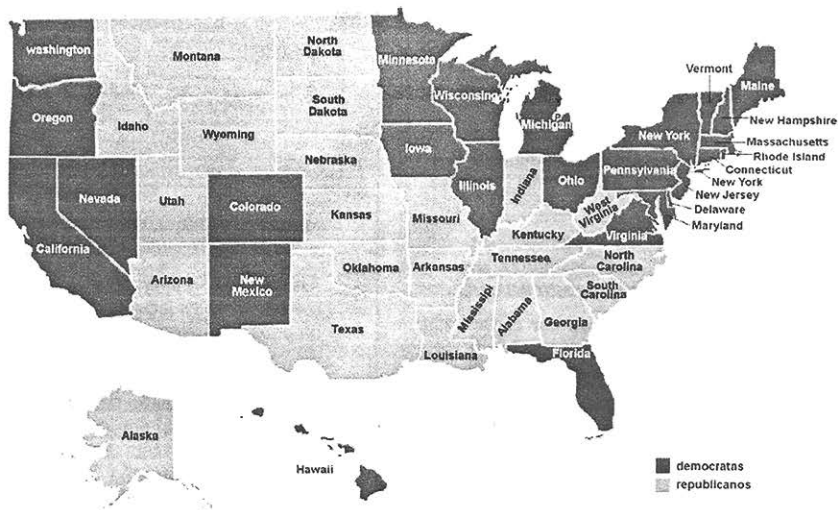 washington
Montana
North
Dakota
Minnesota
Vermont
Maine
Oregon
Idaho
Wyoming
South
Dakota
Wisconsing
Michigan
New York
New Hampshire
Massachusetts
Rhode Island
Connecticut
New York
New Jersey
Delaware
Maryland
Nebraska
Iowa
Illinois
Indiana
Ohio
Pennsylvania
Nevada
Utah
Colorado
Kansas
Missouri
West
Virginia
Virginia
Kentucky
California
Arizona
New
Mexico
Oklahoma
Arkansas
Tennessee
North
Carolina
South
Carolina
Texas
Louisiana
Mississipi
Alabama
Georgia
Florida
Alaska
Hawaii
democratas
republicanos